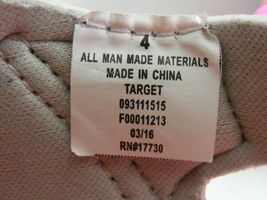 4
ALL MAN MADE MATERIALS
MADE IN CHINA
TARGET
093111515
F00011213
03/16
RN#17730